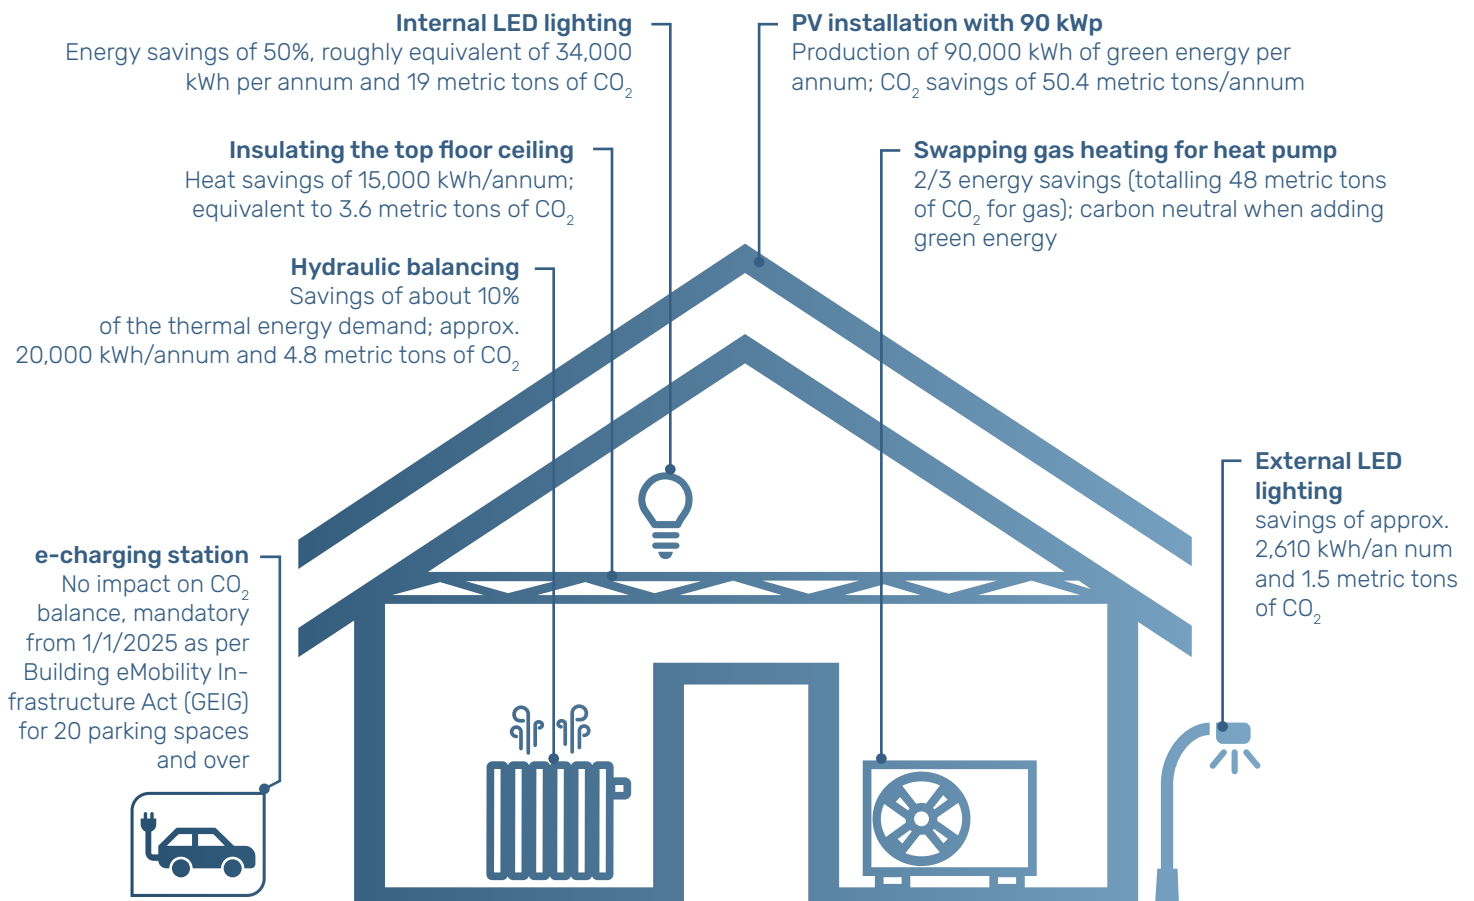 Internal LED lighting
Energy savings of 50%, roughly equivalent of 34,000
kWh per annum and 19 metric tons of CO₂
PV installation with 90 kWp
Production of 90,000 kWh of green energy per
annum; CO₂ savings of 50.4 metric tons/annum
Insulating the top floor ceiling
Heat savings of 15,000 kWh/annum;
equivalent to 3.6 metric tons of CO₂
Swapping gas heating for heat pump
2/3 energy savings (totalling 48 metric tons
of CO₂ for gas); carbon neutral when adding
green energy
Hydraulic balancing
Savings of about 10%
of the thermal energy demand; approx.
20,000 kWh/annum and 4.8 metric tons of CO₂
External LED
lighting
savings of approx.
2,610 kWh/an num
and 1.5 metric tons
of CO₂
e-charging station
No impact on CO₂
balance, mandatory
from 1/1/2025 as per
Building eMobility In-
frastructure Act (GEIG)
for 20 parking spaces
and over